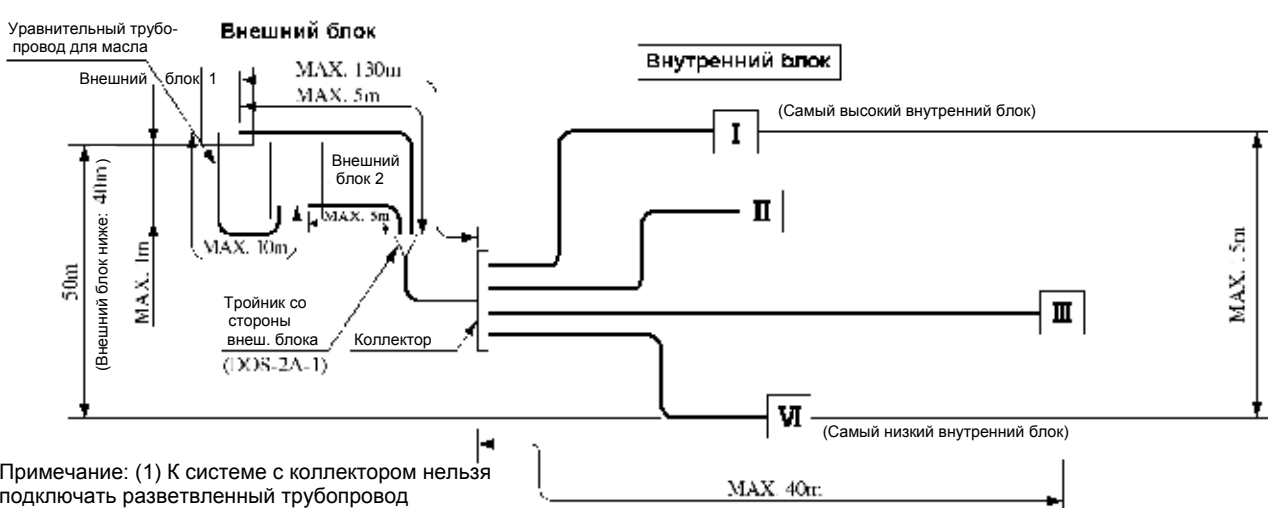 Уравнительный трубо-
провод для масла
Внешний блок
Внутренний блок
Внешний блок 1
MAX. 130m
MAX. 5m
(Самый высокий внутренний блок)
I
Внешний
блок 2
II
MAX. 5m
MAX. 10m
50m
(Внешний блок ниже: 40m)
MAX. 1m
Тройник со
стороны
внеш. блока
(DOS-2A-1)
Коллектор
III
MAX. 
VI
(Самый низкий внутренний блок)
Примечание: (1) К системе с коллектором нельзя
подключать разветвленный трубопровод
MAX. 40m